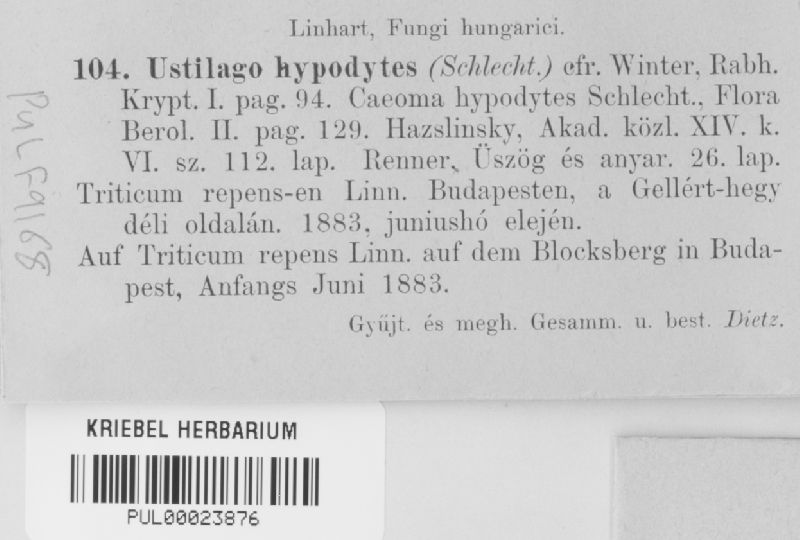 Linhart, Fungi hungarici.
104. Ustilago hypodytes (Schlecht.) cfr. Winter, Rabh.
Krypt. I. pag. 94. Caeoma hypodytes Schlecht., Flora
Berol. II. pag. 129. Hazslinsky, Akad. közl. XIV. k.
VI. sz. 112. lap. Renner, Üszög és anyar. 26. lap.
Triticum repens-en Linn. Budapesten, a Gellért-hegy
déli oldalán. 1883, juniushó elején.
Auf Triticum repens Linn. auf dem Blocksberg in Buda-
pest, Anfangs Juni 1883.
Gyűjt. és megh. Gesamm. u. best. Dietz.
PUL F9168
KRIEBEL HERBARIUM
PUL00023876